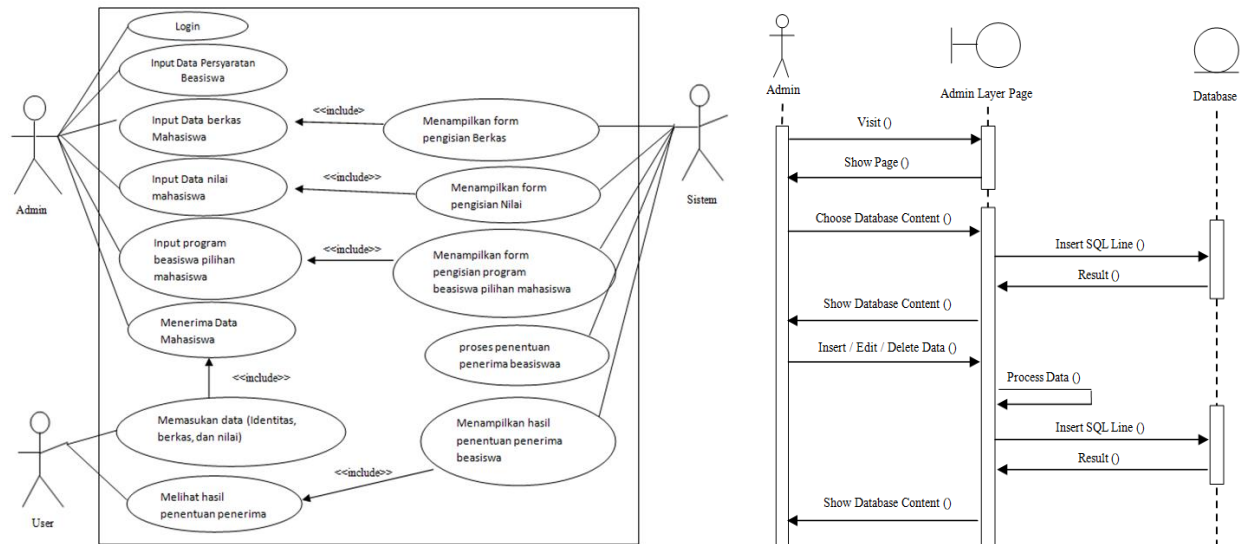 Login
Input Data Persyaratan
Beasiswa
Input Data berkas
Mahasiswa
<<include>
Menampilkan form
pengisian Berkas
Admin
Input Data nilai
mahasiswa
<<include>>
Menampilkan form
pengisian Nilai
Sistem
Input program
beasiswa pilihan
mahasiswa
<<include>>
Menampilkan form
pengisian program
beasiswa pilihan mahasiswa
Menerima Data
Mahasiswa
proses penentuan
penerima beasiswaa
<<include>>
Memasukan data (Identitas,
berkas, dan nilai)
Menampilkan hasil
penentuan penerima
beasiswa
<<include>>
Melihat hasil
penentuan penerima
User
Admin
Admin Layer Page
Database
Visit ()
Show Page ()
Choose Database Content ()
Insert SQL Line ()
Result ()
Show Database Content ()
Insert / Edit / Delete Data ()
Process Data ()
Insert SQL Line ()
Result ()
Show Database Content ()